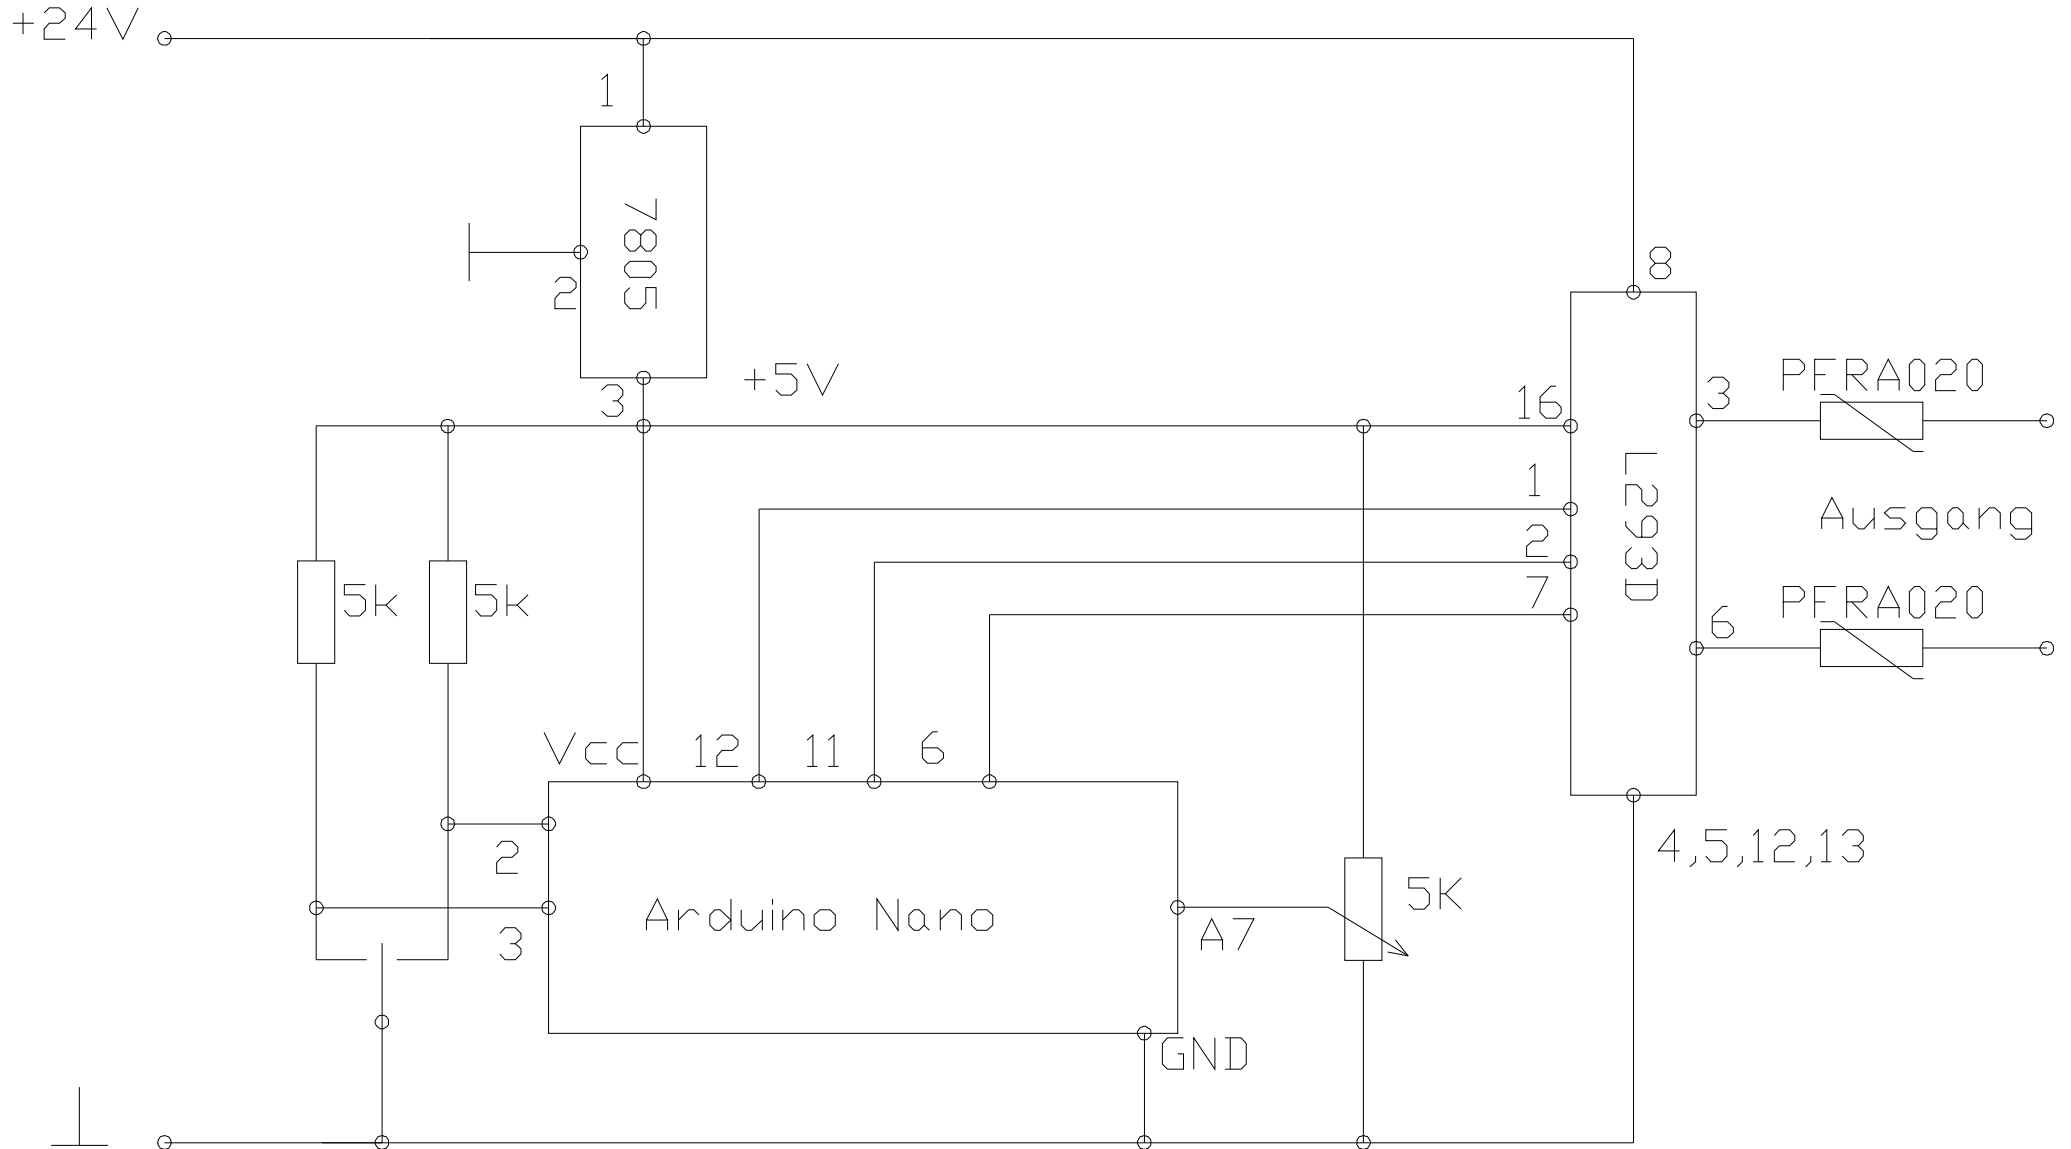 +24V
1
7805
2
3
+5V
8
16
3
PFRA020
1
L293D
Ausgang
2
7
5k
5k
6
PFRA020
Vcc
12
11
6
2
4,5,12,13
3
Arduino Nano
5K
A7
GND